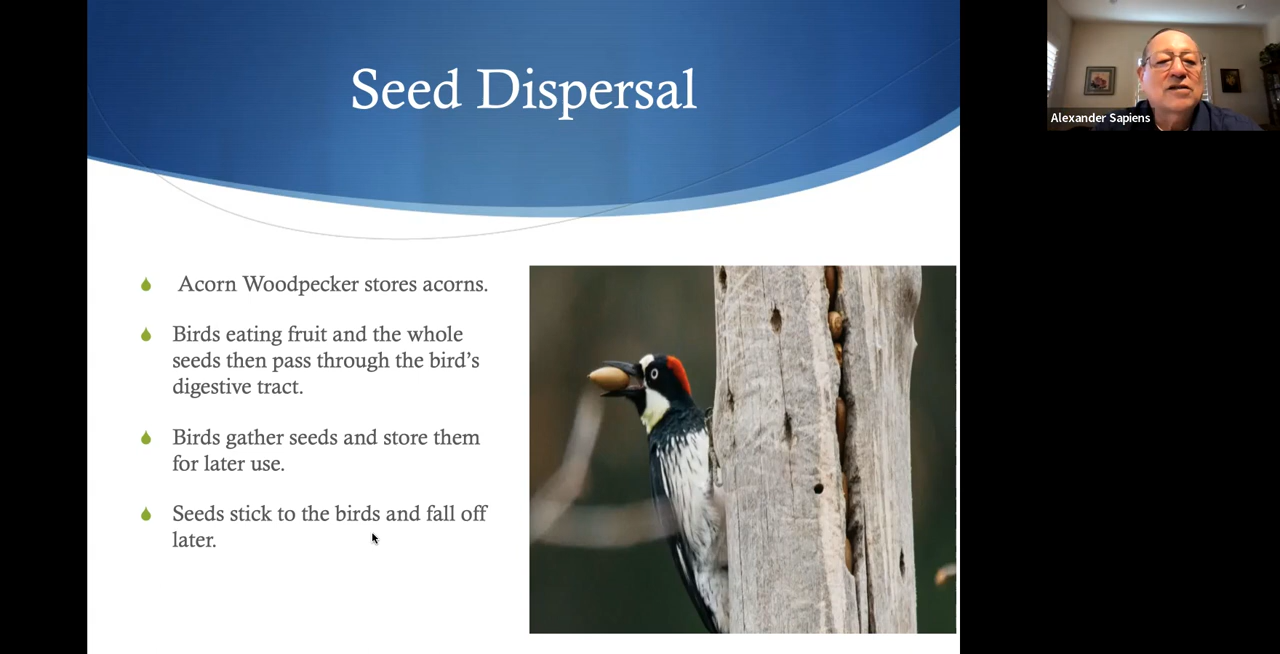 Seed Dispersal
Alexander Sapiens
Acorn Woodpecker stores acorns.
Birds eating fruit and the whole
seeds then pass through the bird’s
digestive tract.
Birds gather seeds and store them
for later use.
Seeds stick to the birds and fall off
later.